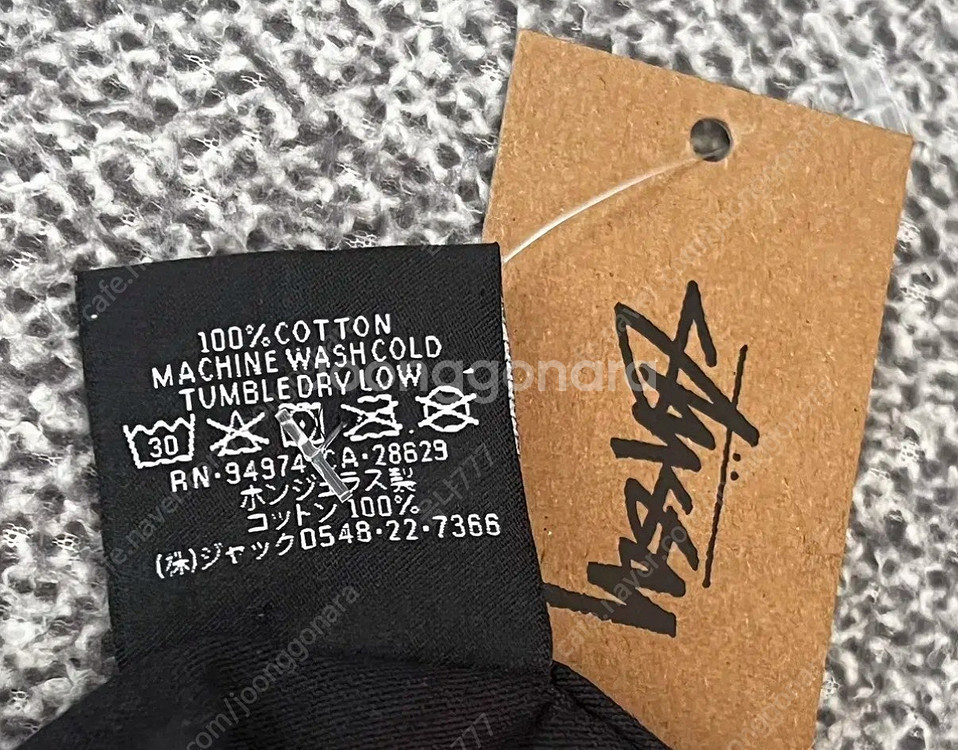 100% COTTON
MACHINE WASH COLD
TUMBLE DRY LOW
30
RN·94974 CA·28629
ホンジュラス製
コットン 100%
(株)ジャック 0548·22·7366
STÜSSY
joonggonara